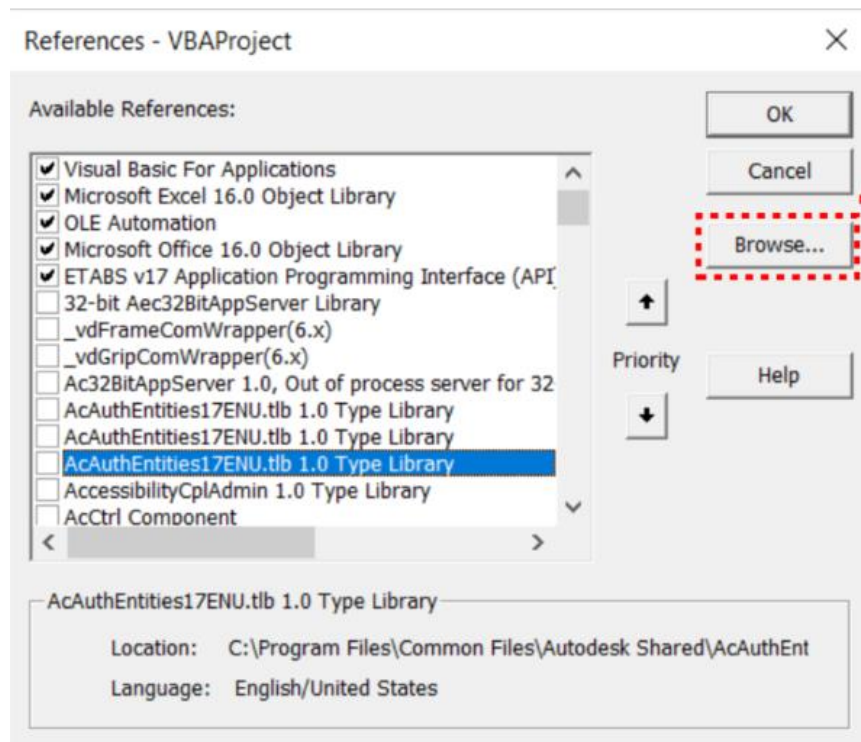 References - VBAProject
Available References:
OK
Cancel
Browse...
Visual Basic For Applications
Microsoft Excel 16.0 Object Library
OLE Automation
Microsoft Office 16.0 Object Library
ETABS v17 Application Programming Interface (API)
32-bit Aec32BitAppServer Library
_vdFrameComWrapper(6.x)
_vdGripComWrapper(6.x)
Ac32BitAppServer 1.0, Out of process server for 32-
AcAuthEntities17ENU.tlb 1.0 Type Library
AcAuthEntities17ENU.tlb 1.0 Type Library
AcAuthEntities17ENU.tlb 1.0 Type Library
AccessibilityCplAdmin 1.0 Type Library
AcCtrl Component
Priority
Help
AcAuthEntities17ENU.tlb 1.0 Type Library
Location: C:\Program Files\Common Files\Autodesk Shared\AcAuthEnt
Language: English/United States